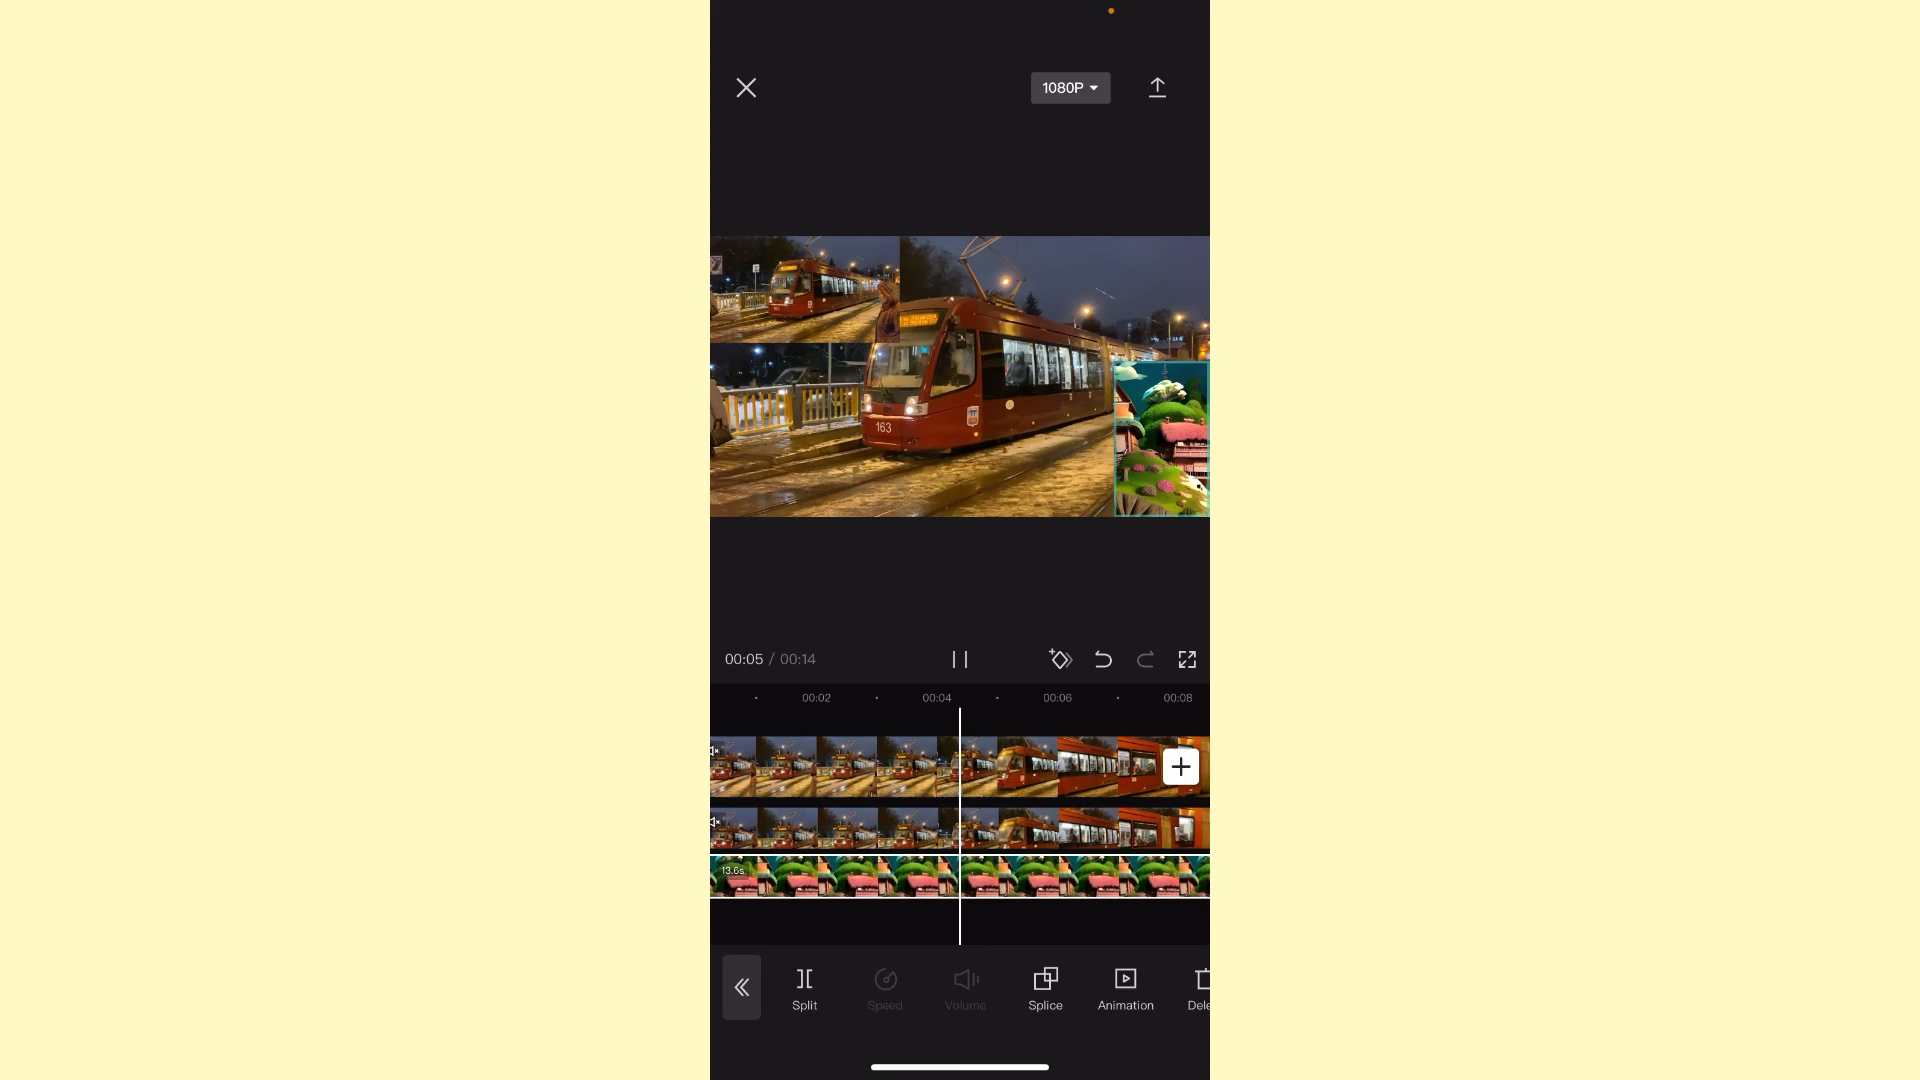 1080P
163
00:05 / 00:14
00:02 00:04 00:06 00:08
13.6s
Split Speed Volume Splice Animation Dele